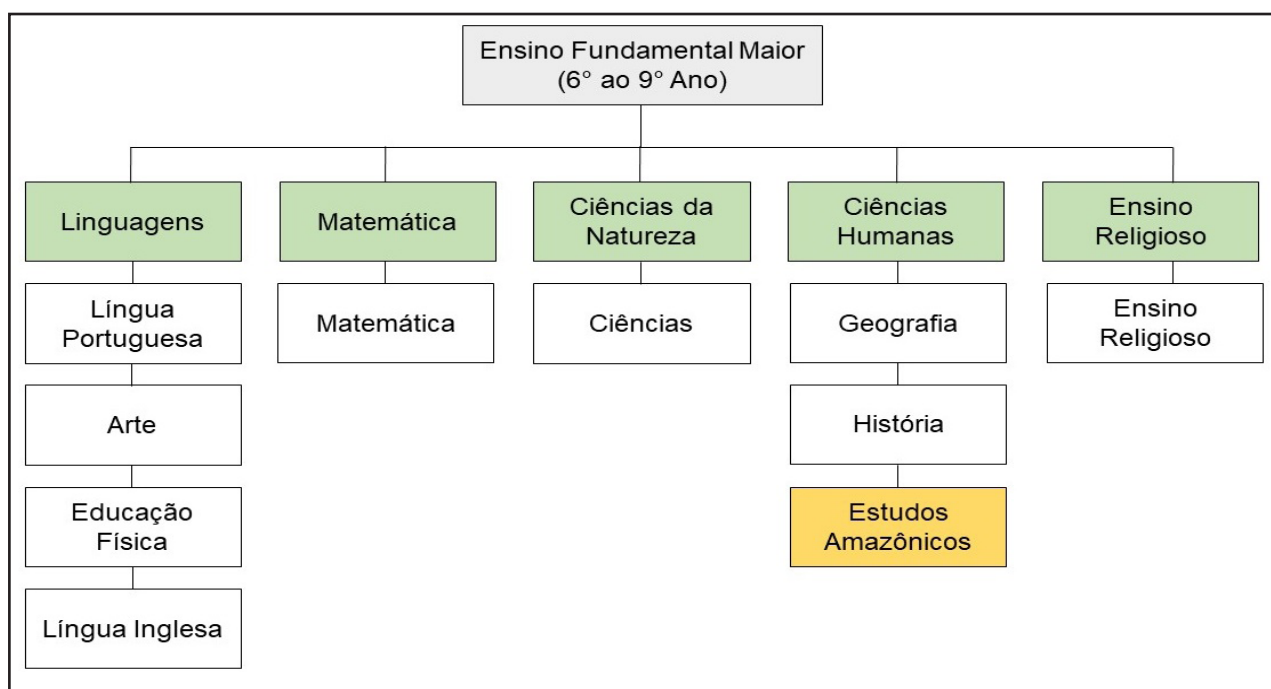 Ensino Fundamental Maior
(6° ao 9° Ano)
Linguagens
Matemática
Ciências da
Natureza
Ciências
Humanas
Ensino
Religioso
Língua
Portuguesa
Matemática
Ciências
Geografia
Ensino
Religioso
Arte
História
Educação
Física
Estudos
Amazônicos
Língua Inglesa